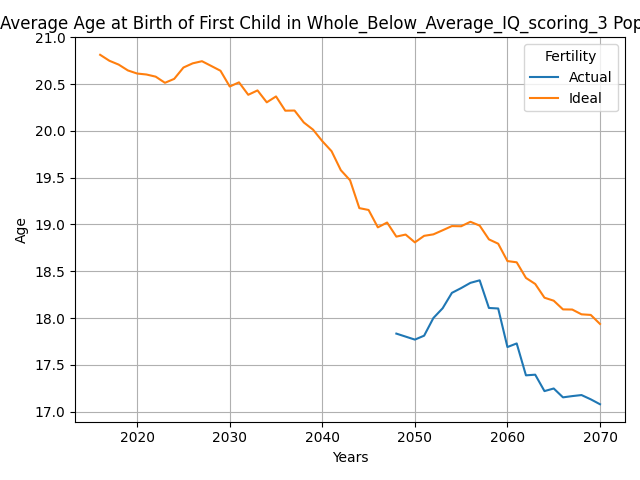 Average Age at Birth of First Child in Whole_Below_Average_IQ_scoring_3 Pop
Fertility
Actual
Ideal
21.0
20.5
20.0
19.5
19.0
18.5
18.0
17.5
17.0
Age
2020 2030 2040 2050 2060 2070
Years